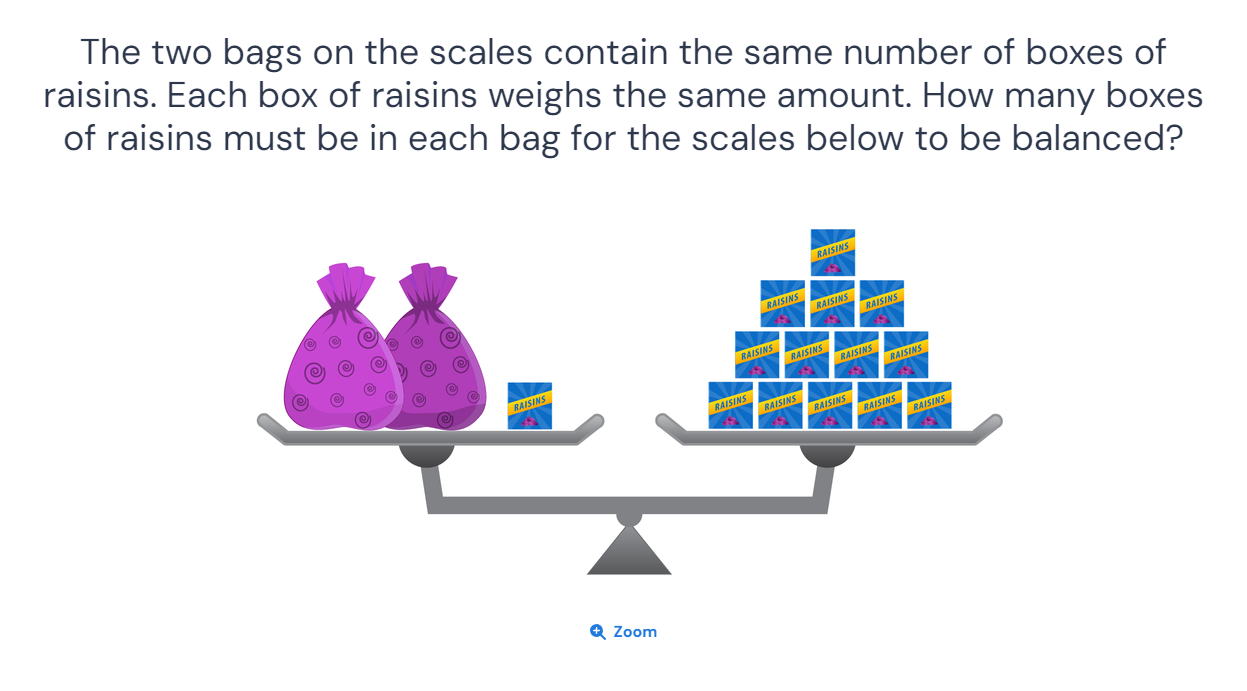 The two bags on the scales contain the same number of boxes of
raisins. Each box of raisins weighs the same amount. How many boxes
of raisins must be in each bag for the scales below to be balanced?
RAISINS
RAISINS RAISINS RAISINS
RAISINS RAISINS RAISINS RAISINS
RAISINS
RAISINS RAISINS RAISINS RAISINS RAISINS
Zoom